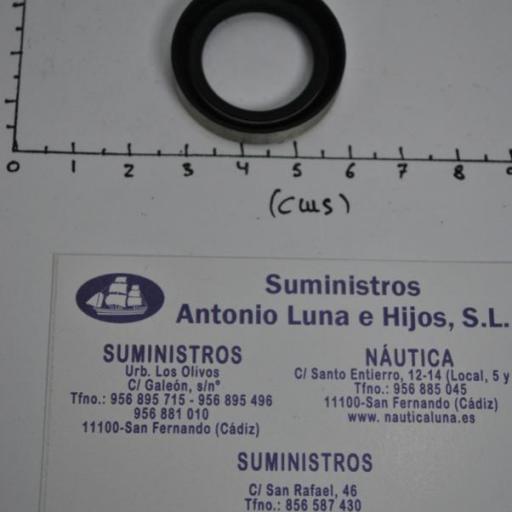 0 1 2 3 4 5 6 7 8
(cms)
Suministros
Antonio Luna e Hijos, S.L.
SUMINISTROS
Urb. Los Olivos
C/ Galeón, s/nº
Tfno.: 956 895 715 - 956 895 496
956 881 010
11100-San Fernando (Cádiz)
NÁUTICA
C/ Santo Entierro, 12-14 (Local, 5 y
Tfno.: 956 885 045
11100-San Fernando (Cádiz)
www. nauticaluna.es
SUMINISTROS
C/ San Rafael, 46
Tfno.: 856 587 430